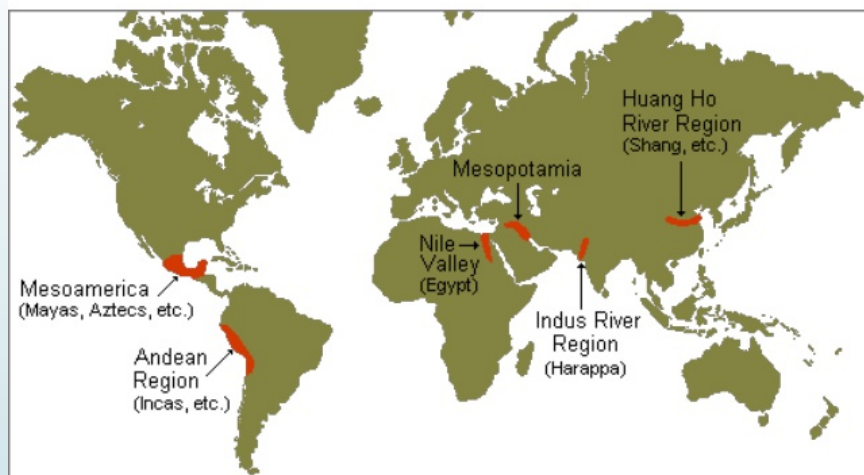 Huang Ho
River Region
(Shang, etc.)
Mesopotamia
Nile
Valley
(Egypt)
Mesoamerica
(Mayas, Aztecs, etc.)
Indus River
Region
(Harappa)
Andean
Region
(Incas, etc.)